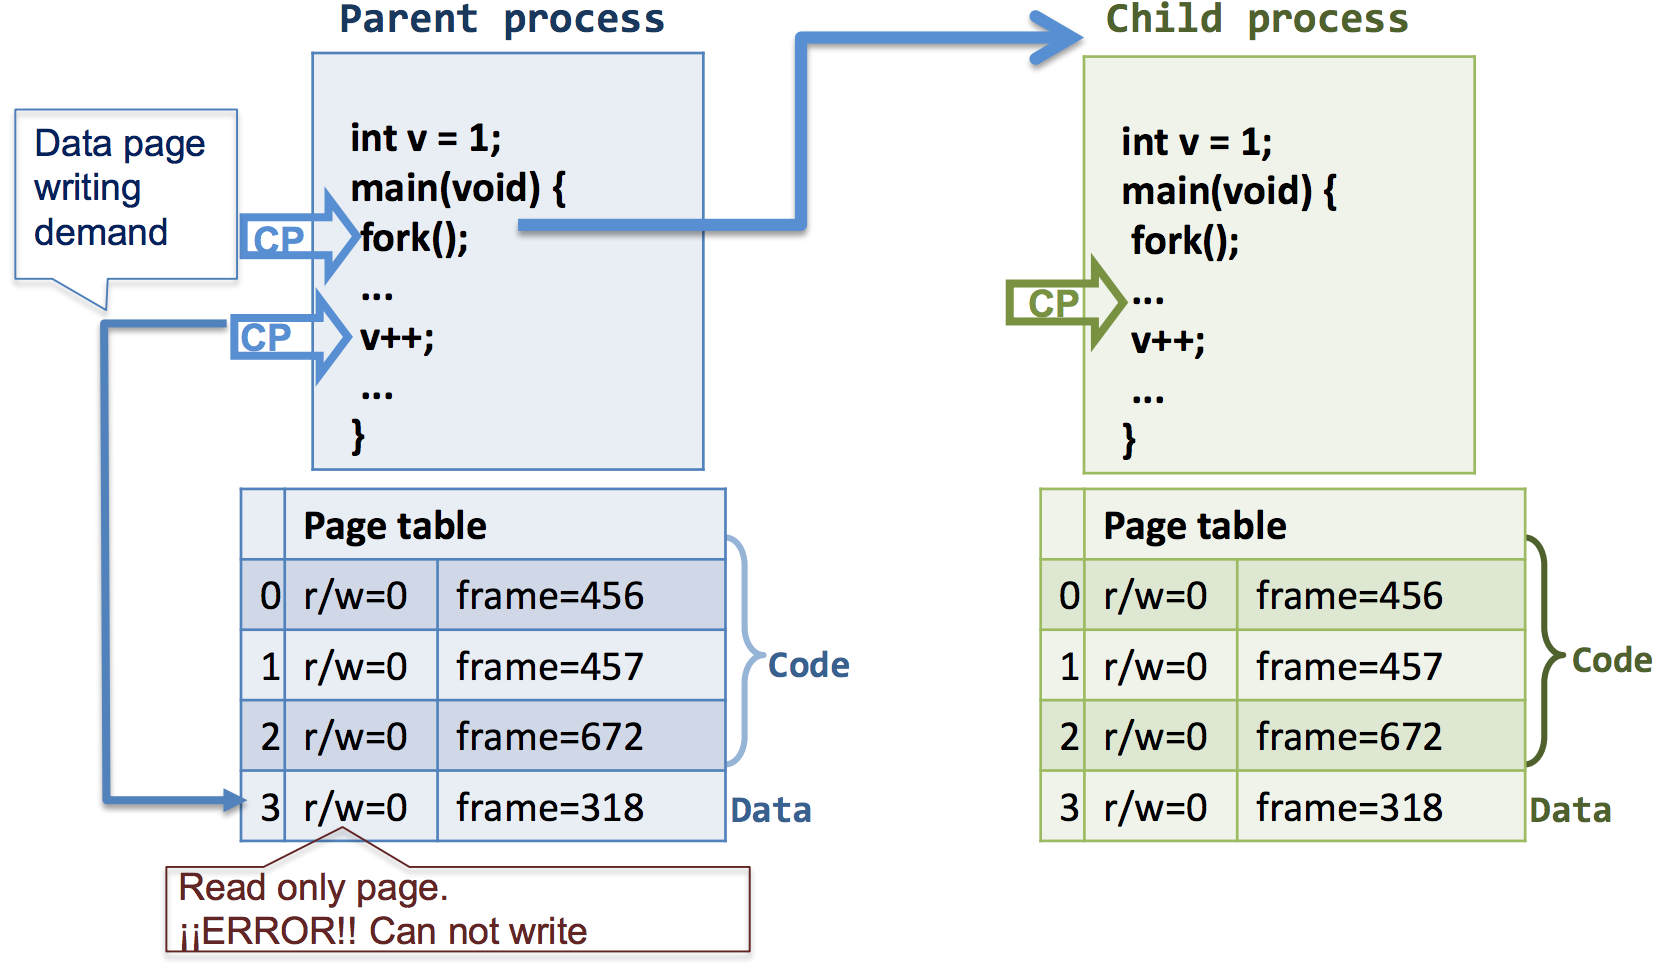 Parent process
Child process
Data page
writing
demand
int v = 1;
main(void) {
CP
fork();
...
CP
v++;
...
}
int v = 1;
main(void) {
fork();
CP
...
v++;
...
}
Page table
0 r/w=0 frame=456
1 r/w=0 frame=457
2 r/w=0 frame=672
3 r/w=0 frame=318
Code
Data
Page table
0 r/w=0 frame=456
1 r/w=0 frame=457
2 r/w=0 frame=672
3 r/w=0 frame=318
Code
Data
Read only page.
¡¡ERROR!! Can not write